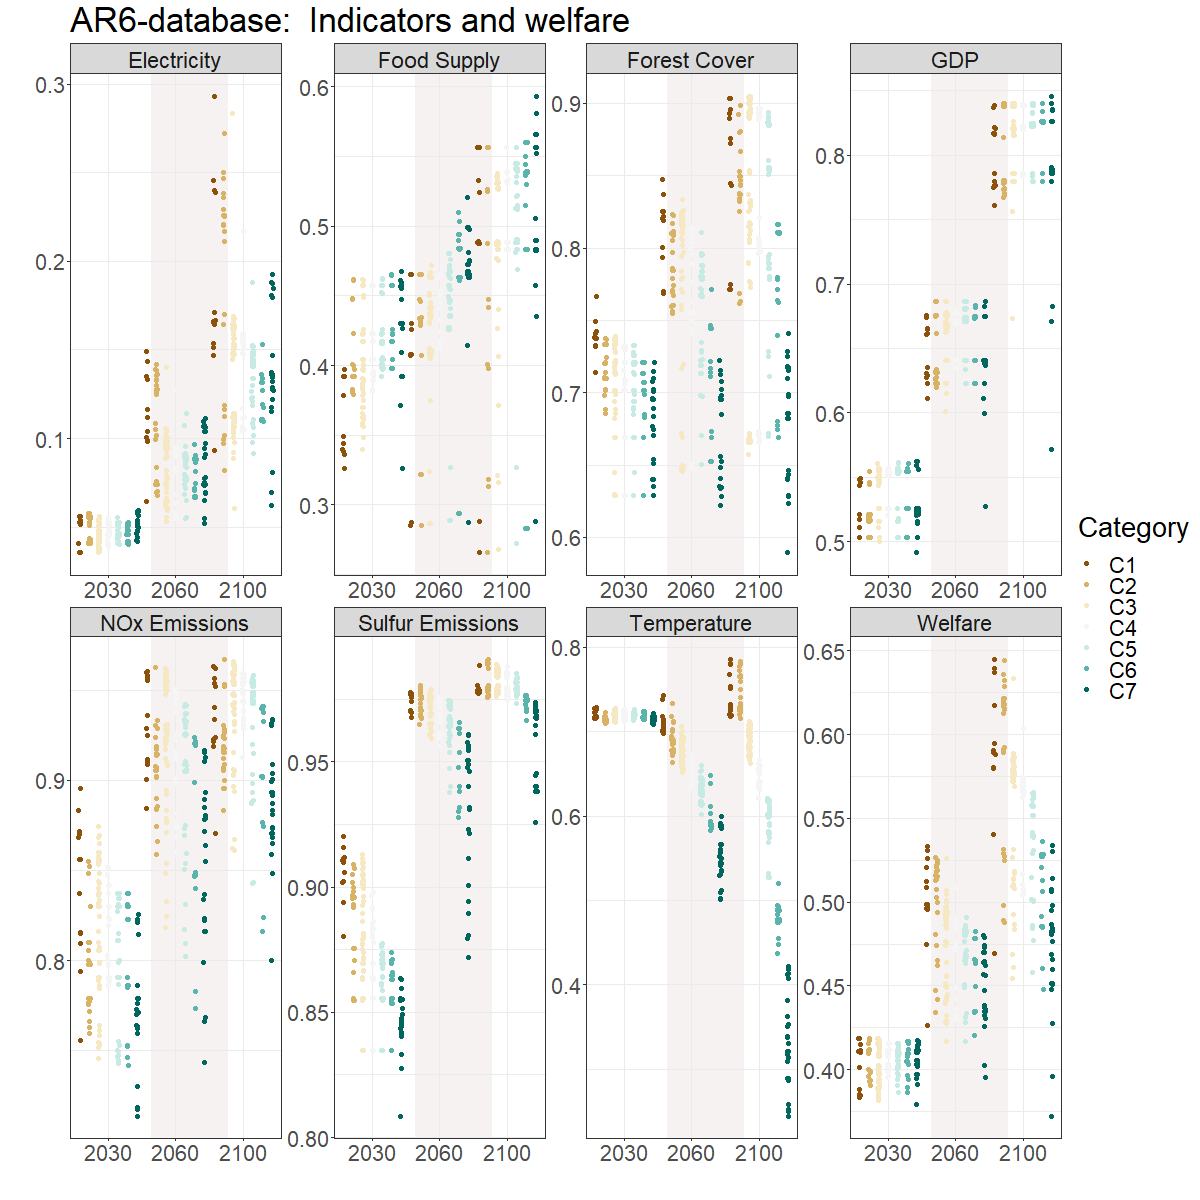 AR6-database:  Indicators and welfare
Electricity
Food Supply
Forest Cover
GDP
0.3
0.2
0.1
0.6
0.5
0.4
0.3
0.9
0.8
0.7
0.6
0.8
0.7
0.6
0.5
2030 2060 2100
2030 2060 2100
2030 2060 2100
2030 2060 2100
NOx Emissions
Sulfur Emissions
Temperature
Welfare
0.9
0.8
0.95
0.90
0.85
0.80
0.8
0.6
0.4
0.65
0.60
0.55
0.50
0.45
0.40
2030 2060 2100
2030 2060 2100
2030 2060 2100
2030 2060 2100
Category
C1
C2
C3
C4
C5
C6
C7